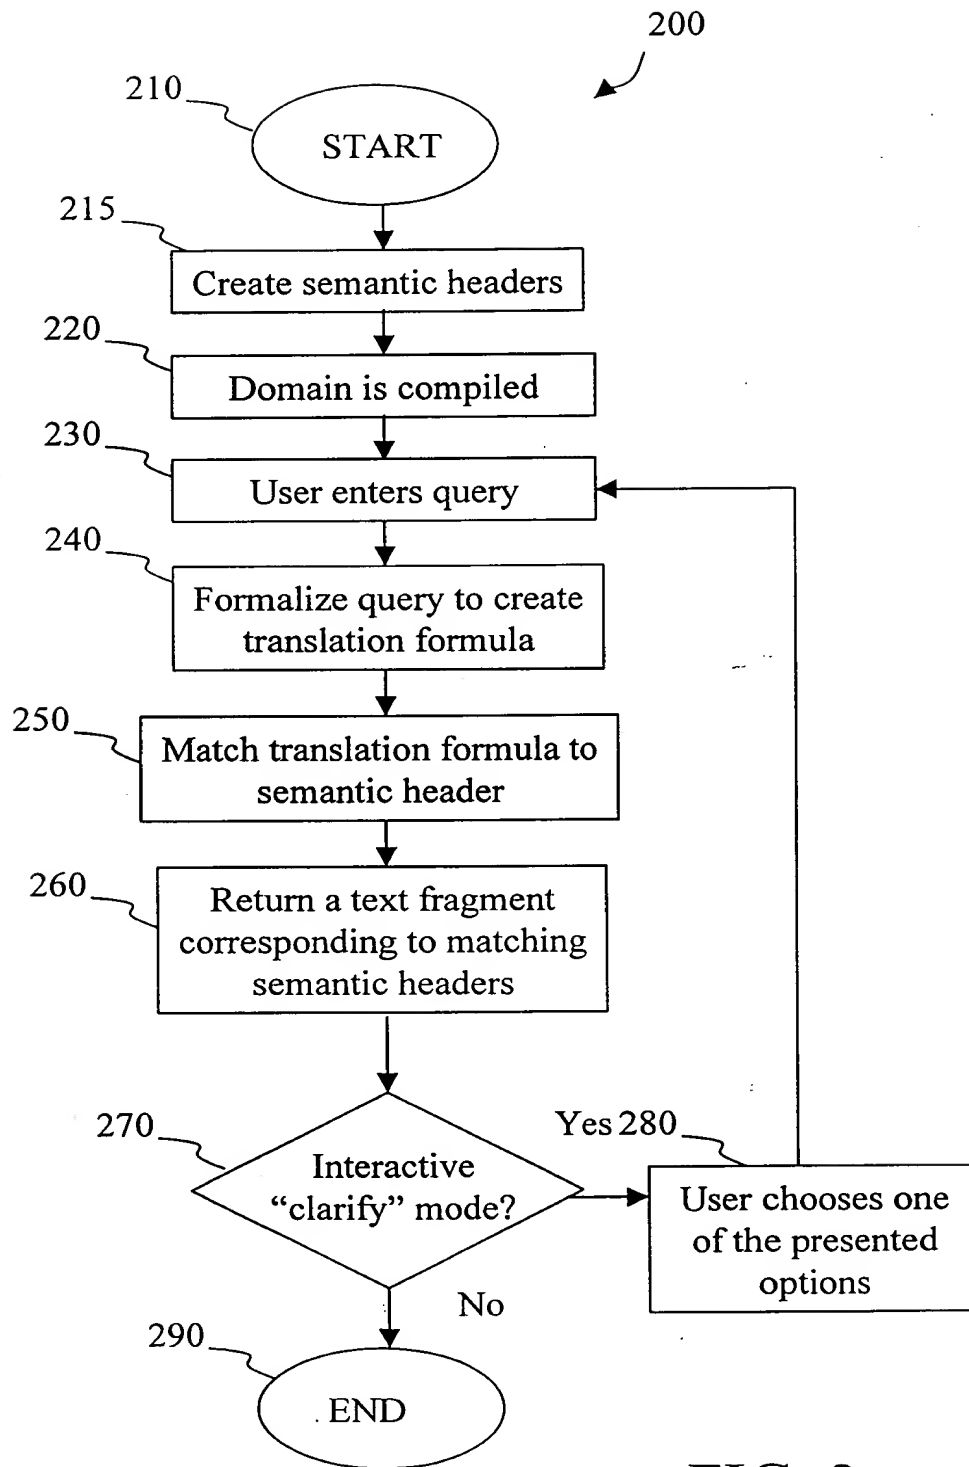 200
210
START
215
Create semantic headers
220
Domain is compiled
230
User enters query
240
Formalize query to create
translation formula
250
Match translation formula to
semantic header
260
Return a text fragment
corresponding to matching
semantic headers
270
Interactive
“clarify” mode?
Yes 280
User chooses one
of the presented
options
No
290
END